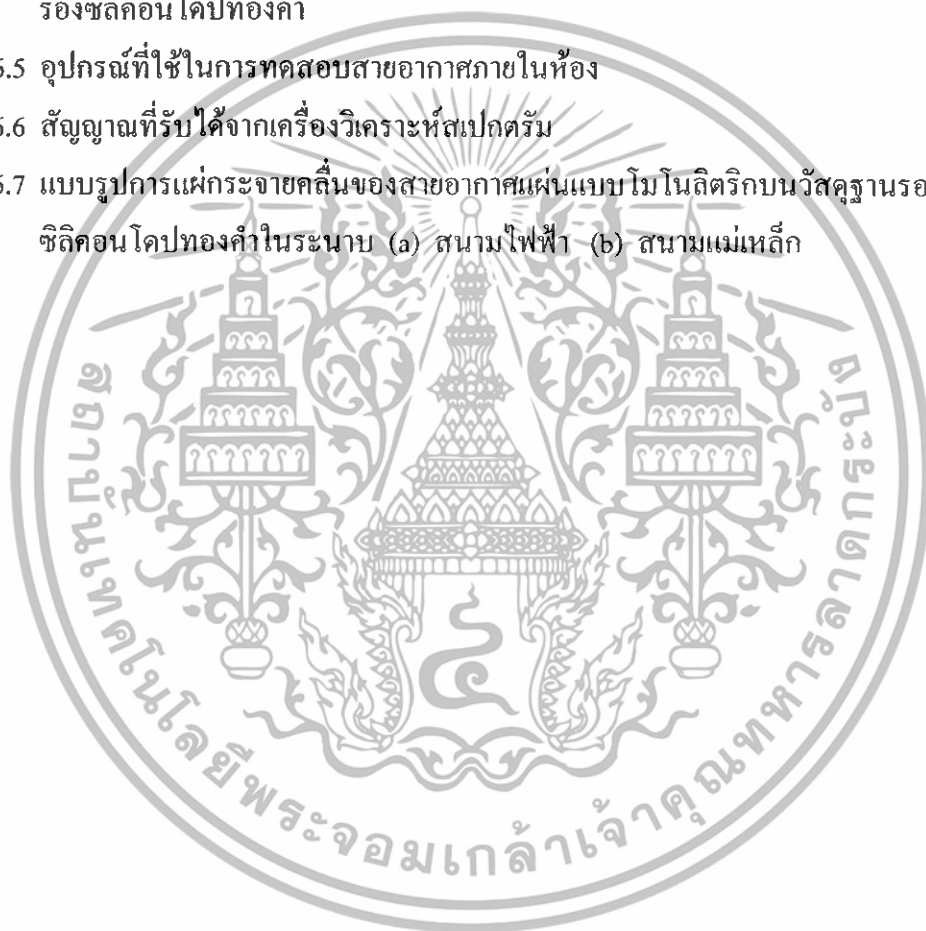 รองซิลิคอนโดปทองคำ
6.5 อุปกรณ์ที่ใช้ในการทดสอบสายอากาศภายในห้อง
6.6 สัญญาณที่รับได้จากเครื่องวิเคราะห์สเปกตรัม
6.7 แบบรูปการแผ่กระจายคลื่นของสายอากาศแผ่นแบบโมโนลิตริกบนวัสดุฐานรอ
ซิลิคอนโดปทองคำในระนาบ (a) สนามไฟฟ้า (b) สนามแม่เหล็ก
สถาบันเทคโนโลยีพระจอมเกล้าเจ้าคุณทหารลาดกระบัง
๔